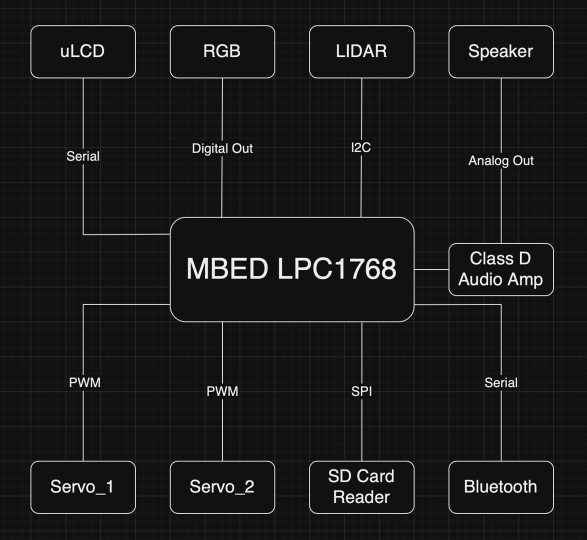 uLCD
RGB
LIDAR
Speaker
Serial
Digital Out
I2C
Analog Out
MBED LPC1768
Class D
Audio Amp
PWM
PWM
SPI
Serial
Servo_1
Servo_2
SD Card
Reader
Bluetooth